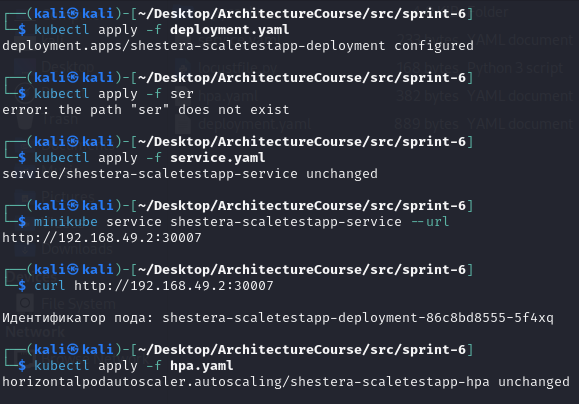 ┌──(kali㉿kali)-[~/Desktop/ArchitectureCourse/src/sprint-6]
└─$ kubectl apply -f deployment.yaml
deployment.apps/shestera-scaletestapp-deployment configured
┌──(kali㉿kali)-[~/Desktop/ArchitectureCourse/src/sprint-6]
└─$ kubectl apply -f ser
error: the path "ser" does not exist
┌──(kali㉿kali)-[~/Desktop/ArchitectureCourse/src/sprint-6]
└─$ kubectl apply -f service.yaml
service/shestera-scaletestapp-service unchanged
┌──(kali㉿kali)-[~/Desktop/ArchitectureCourse/src/sprint-6]
└─$ minikube service shestera-scaletestapp-service --url
http://192.168.49.2:30007
┌──(kali㉿kali)-[~/Desktop/ArchitectureCourse/src/sprint-6]
└─$ curl http://192.168.49.2:30007
Идентификатор пода: shestera-scaletestapp-deployment-86c8bd8555-5f4xq
┌──(kali㉿kali)-[~/Desktop/ArchitectureCourse/src/sprint-6]
└─$ kubectl apply -f hpa.yaml
horizontalpodautoscaler.autoscaling/shestera-scaletestapp-hpa unchanged